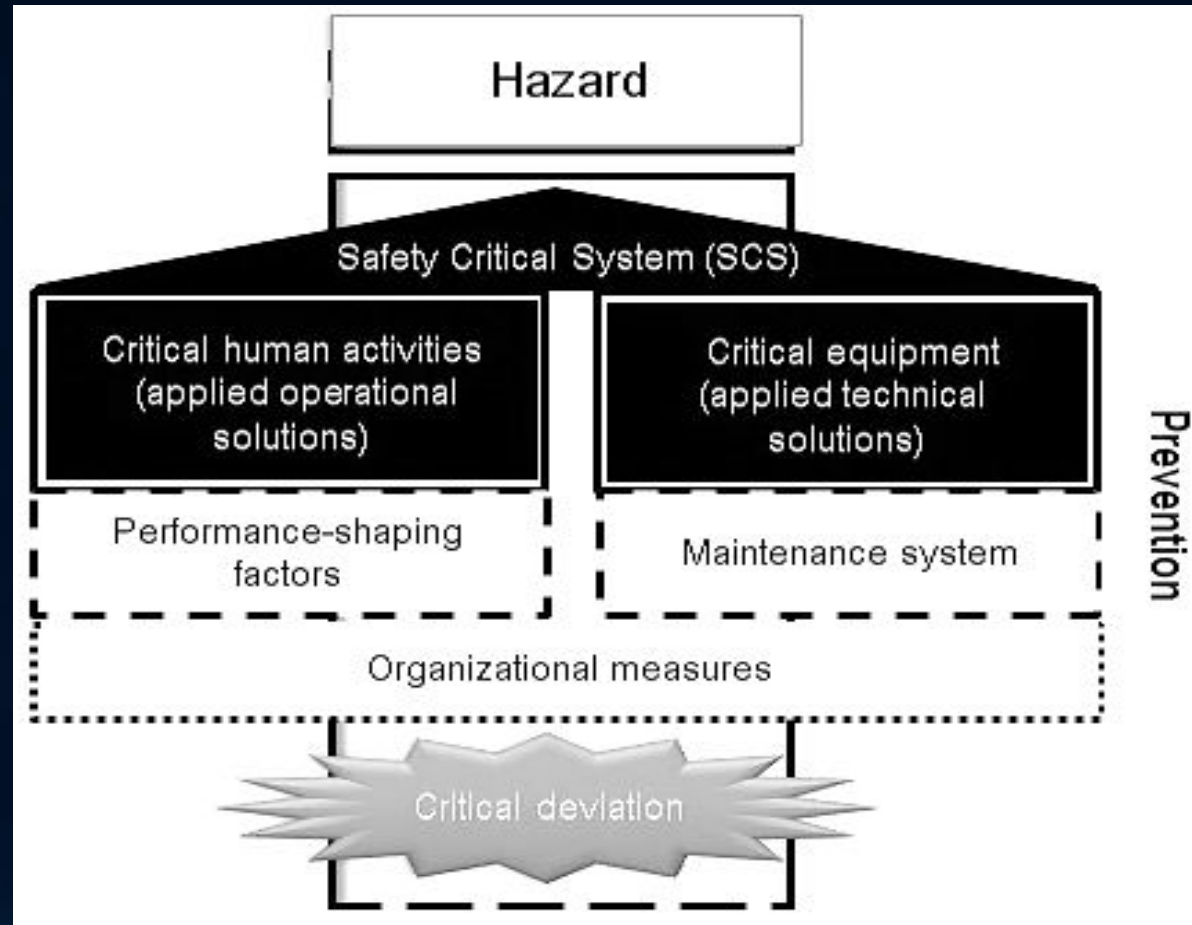 Hazard
Safety Critical System (SCS)
Critical human activities
(applied operational
solutions)
Critical equipment
(applied technical
solutions)
Prevention
Performance-shaping
factors
Maintenance system
Organizational measures
Critical deviation